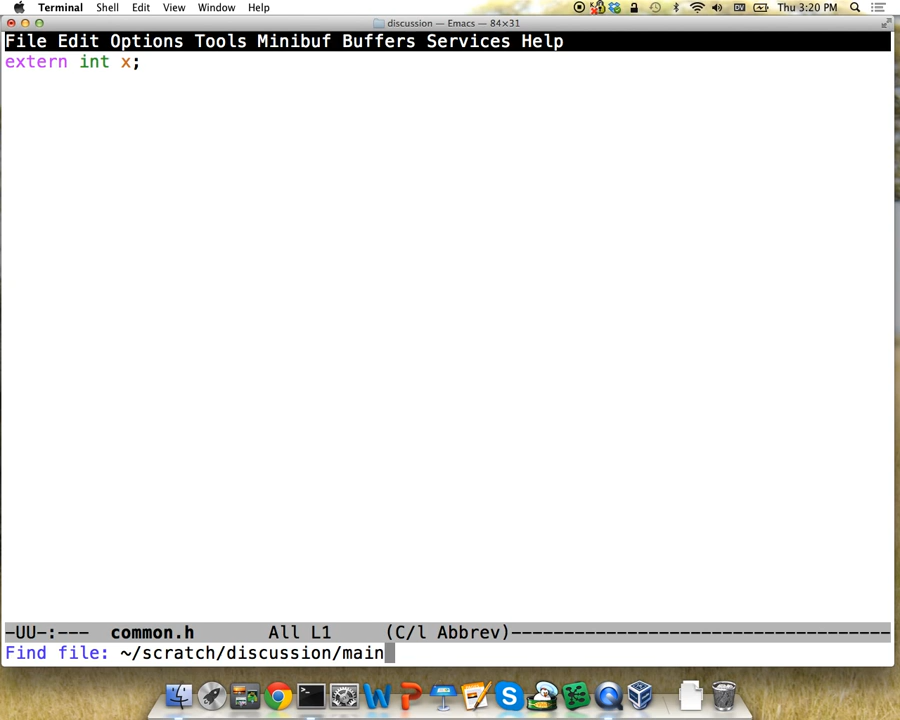 Terminal Shell Edit View Window Help DV Thu 3:20 PM
discussion — Emacs — 84×31
File Edit Options Tools Minibuf Buffers Services Help
extern int x;
-UU-:--- common.h All L1 (C/l Abbrev)------------------------------------
Find file: ~/scratch/discussion/main